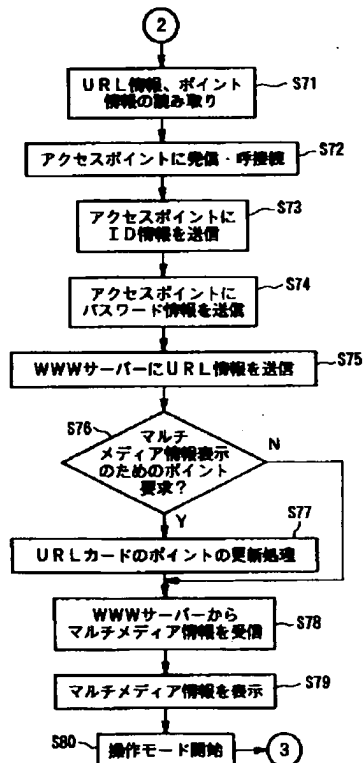 2
URL情報、ポイント
情報の読み取り
S71
アクセスポイントに発信・呼接続
S72
アクセスポイントに
ID情報を送信
S73
アクセスポイントに
パスワード情報を送信
S74
WWWサーバーにURL情報を送信
S75
S76
マルチ
メディア情報表示
のためのポイント
要求?
N
Y
S77
URLカードのポイントの更新処理
WWWサーバーから
マルチメディア情報を受信
S78
マルチメディア情報を表示
S79
S80
操作モード開始
3